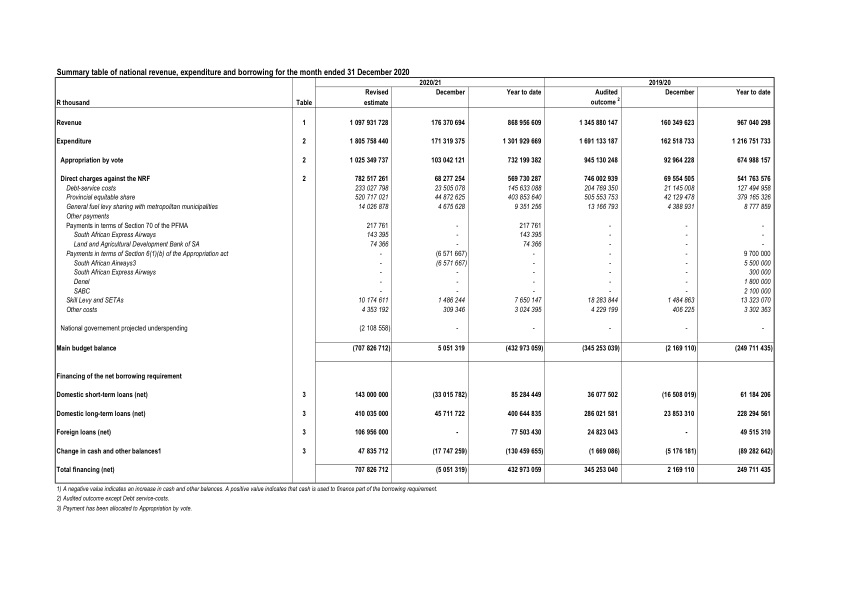 Summary table of national revenue, expenditure and borrowing for the month ended 31 December 2020
2020/21 2019/20
Revised December Year to date Audited December Year to date
R thousand Table estimate outcome 2
Revenue 1 1 097 931 728 176 370 694 868 956 609 1 345 880 147 160 349 623 967 040 298
Expenditure 2 1 805 758 440 171 319 375 1 301 929 669 1 691 133 187 162 518 733 1 216 751 733
Appropriation by vote 2 1 025 349 737 103 042 121 732 199 382 945 130 248 92 964 228 674 988 157
Direct charges against the NRF 2 782 517 261 68 277 254 569 730 287 746 002 939 69 554 505 541 763 576
Debt-service costs 233 027 798 23 505 078 145 633 088 204 769 350 21 145 008 127 494 958
Provincial equitable share 520 717 021 44 872 625 403 853 640 505 553 753 42 129 478 379 165 326
General fuel levy sharing with metropolitan municipalities 14 026 878 4 675 628 9 351 256 13 166 793 4 388 931 8 777 859
Other payments
Payments in terms of Section 70 of the PFMA 217 761 - 217 761 - - -
South African Express Airways 143 395 - 143 395 - - -
Land and Agricultural Development Bank of SA 74 366 - 74 366 - - -
Payments in terms of Section 6(1)(b) of the Appropriation act - (6 571 667) - - - 9 700 000
South African Airways3 - (6 571 667) - - - 5 500 000
South African Express Airways - - - - - 300 000
Denel - - - - - 1 800 000
SABC - - - - - 2 100 000
Skill Levy and SETAs 10 174 611 1 486 244 7 650 147 18 283 844 1 484 863 13 323 070
Other costs 4 353 192 309 346 3 024 395 4 229 199 406 225 3 302 363
National governement projected underspending (2 108 558) - - - - -
Main budget balance (707 826 712) 5 051 319 (432 973 059) (345 253 039) (2 169 110) (249 711 435)
Financing of the net borrowing requirement
Domestic short-term loans (net) 3 143 000 000 (33 015 782) 85 284 449 36 077 502 (16 508 019) 61 184 206
Domestic long-term loans (net) 3 410 035 000 45 711 722 400 644 835 286 021 581 23 853 310 228 294 561
Foreign loans (net) 3 106 956 000 - 77 503 430 24 823 043 - 49 515 310
Change in cash and other balances1 3 47 835 712 (17 747 259) (130 459 655) (1 669 086) (5 176 181) (89 282 642)
Total financing (net) 707 826 712 (5 051 319) 432 973 059 345 253 040 2 169 110 249 711 435
1) A negative value indicates an increase in cash and other balances. A positive value indicates that cash is used to finance part of the borrowing requirement.
2) Audited outcome except Debt service-costs.
3) Payment has been allocated to Appropriation by vote.